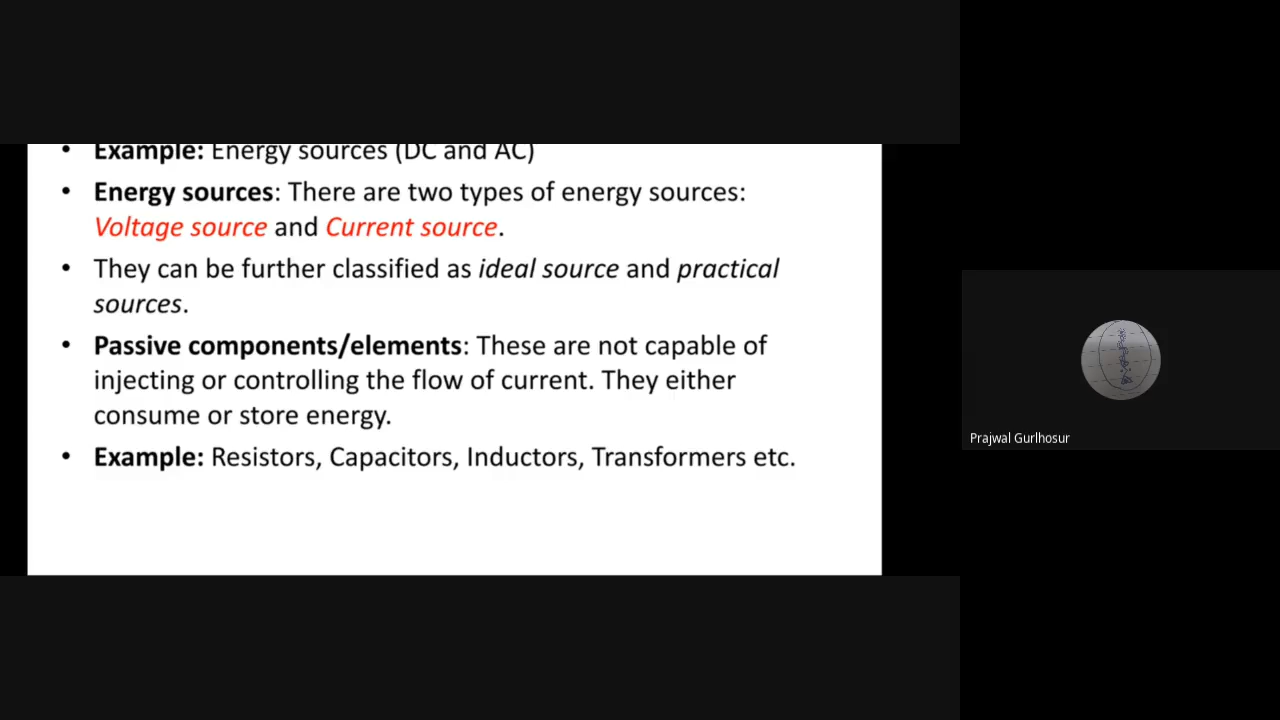 • Example: Energy sources (DC and AC)
• Energy sources: There are two types of energy sources:
Voltage source and Current source.
• They can be further classified as ideal source and practical
sources.
• Passive components/elements: These are not capable of
injecting or controlling the flow of current. They either
consume or store energy.
• Example: Resistors, Capacitors, Inductors, Transformers etc.
Prajwal Gurlhosur